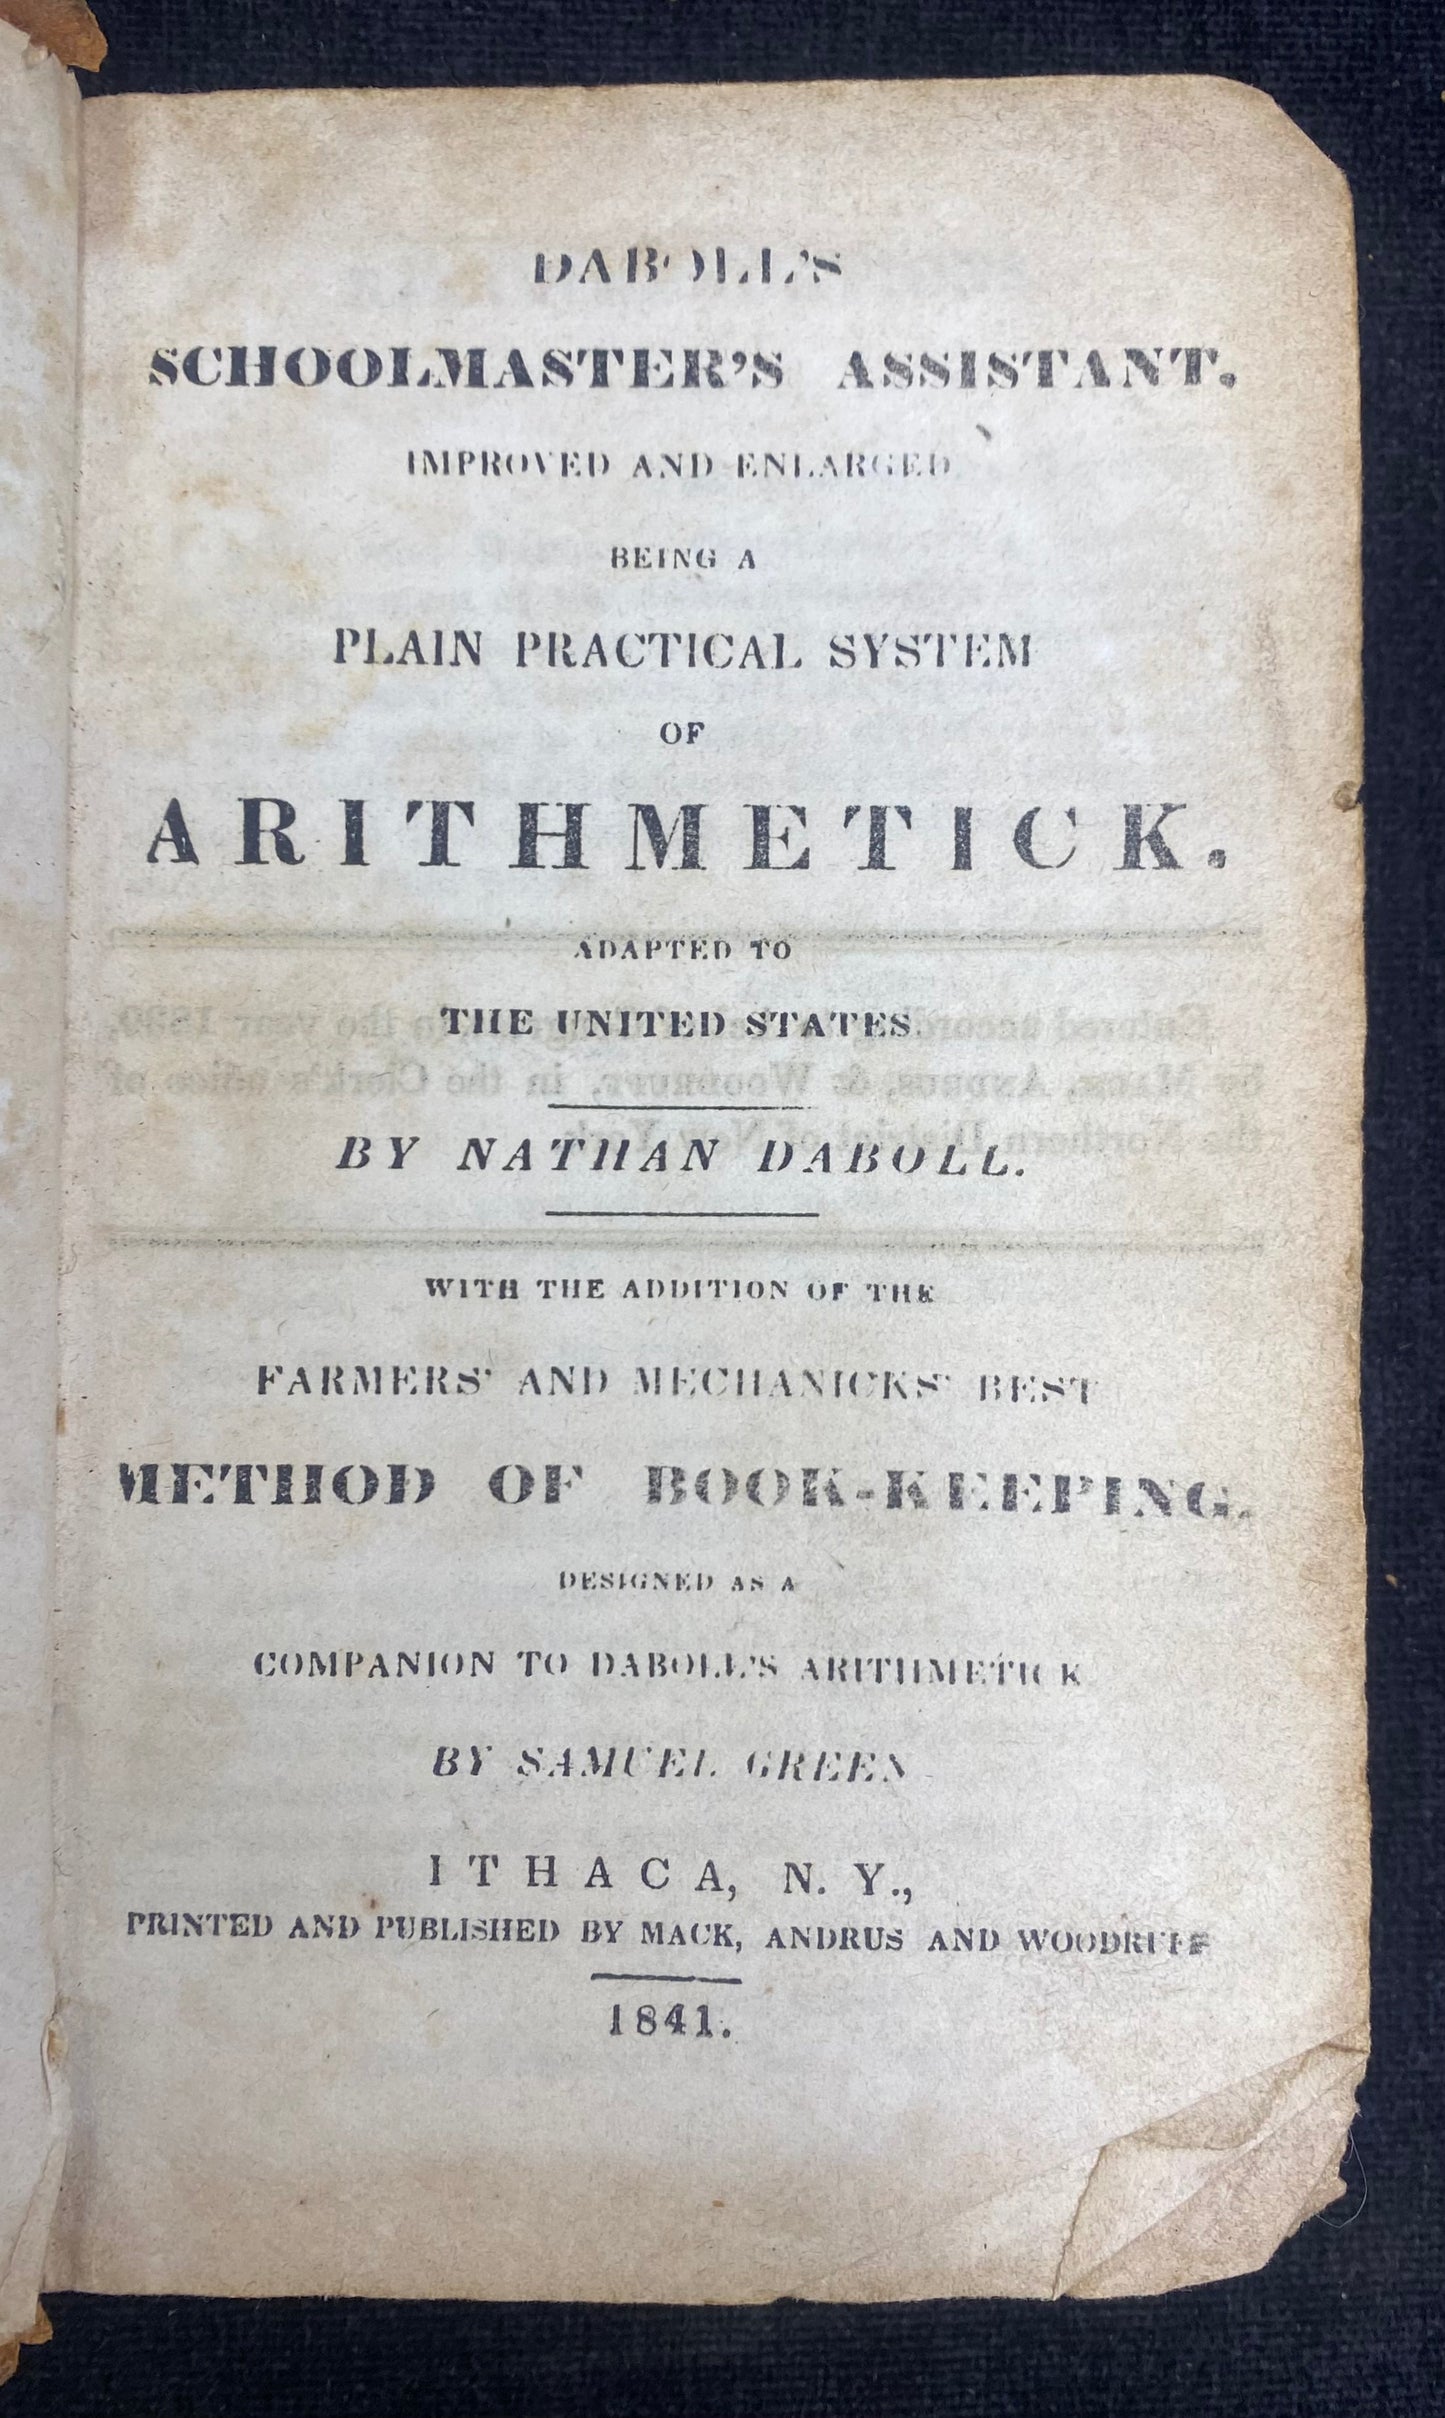 DABOLL'S
SCHOOLMASTER'S ASSISTANT.
IMPROVED AND ENLARGED
BEING A
PLAIN PRACTICAL SYSTEM
OF
ARITHMETICK.
ADAPTED TO
THE UNITED STATES.
BY NATHAN DABOLL.
WITH THE ADDITION OF THE
FARMERS' AND MECHANICKS' BEST
METHOD OF BOOK-KEEPING.
DESIGNED AS A
COMPANION TO DABOLL'S ARITHMETICK
BY SAMUEL GREEN
ITHACA, N. Y.,
PRINTED AND PUBLISHED BY MACK, ANDRUS AND WOODRUFF
1841.